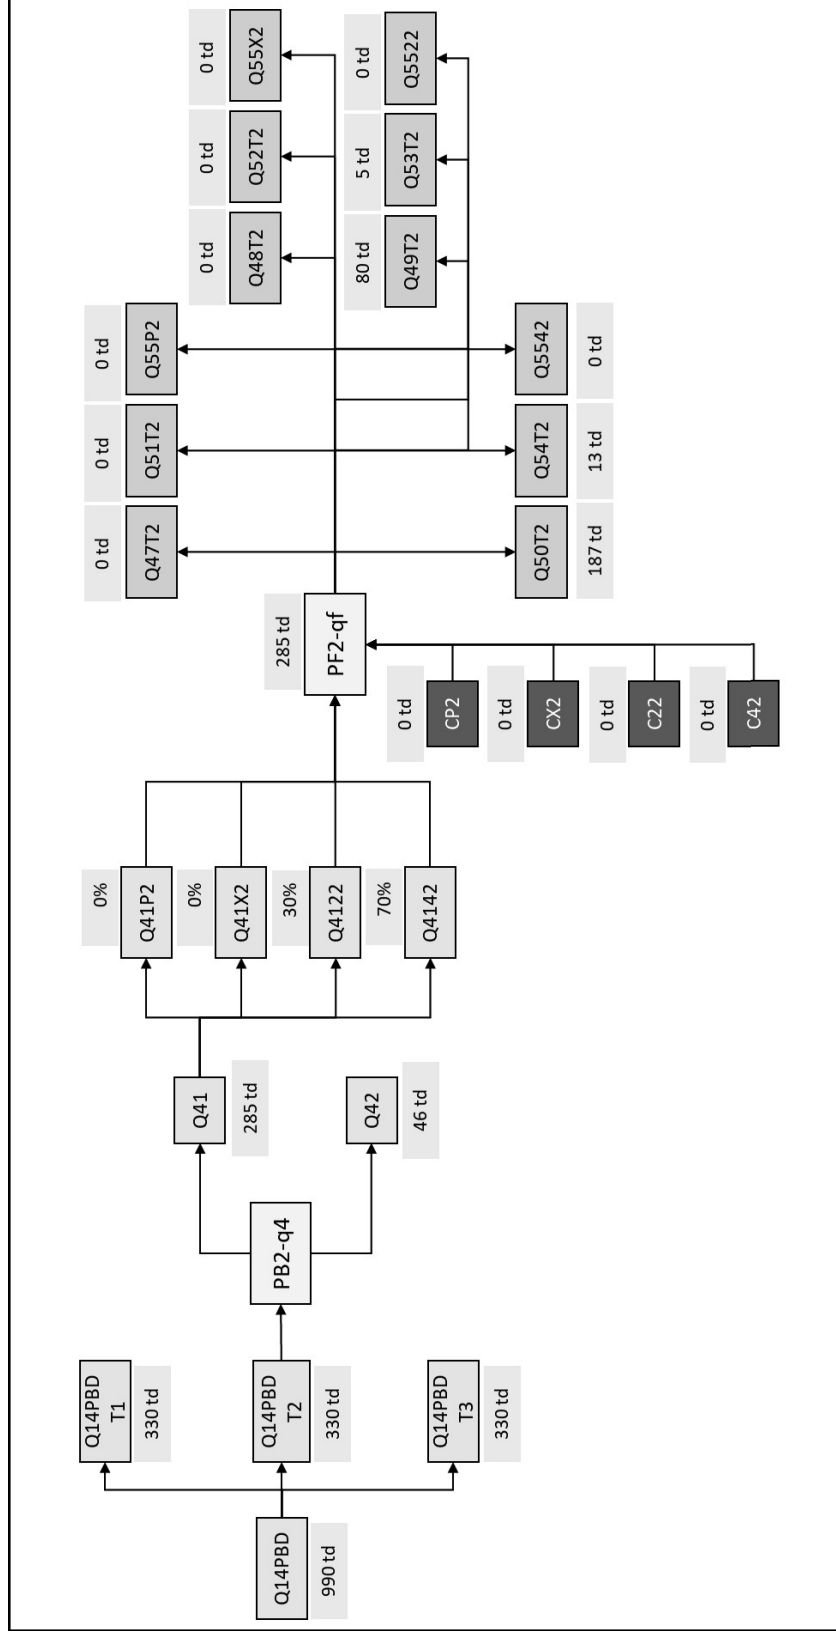 Q14PBD
990 td
Q14PBD
T1
330 td
Q14PBD
T2
330 td
Q14PBD
T3
330 td
PB2-q4
Q41
285 td
Q42
46 td
0%
Q41P2
0%
Q41X2
30%
Q4122
70%
Q4142
285 td
PF2-qf
0 td
CP2
0 td
CX2
0 td
C22
0 td
C42
0 td
Q47T2
0 td
Q51T2
0 td
Q55P2
0 td
Q48T2
0 td
Q52T2
0 td
Q55X2
80 td
Q49T2
5 td
Q53T2
0 td
Q5522
Q50T2
187 td
Q54T2
13 td
Q5542
0 td